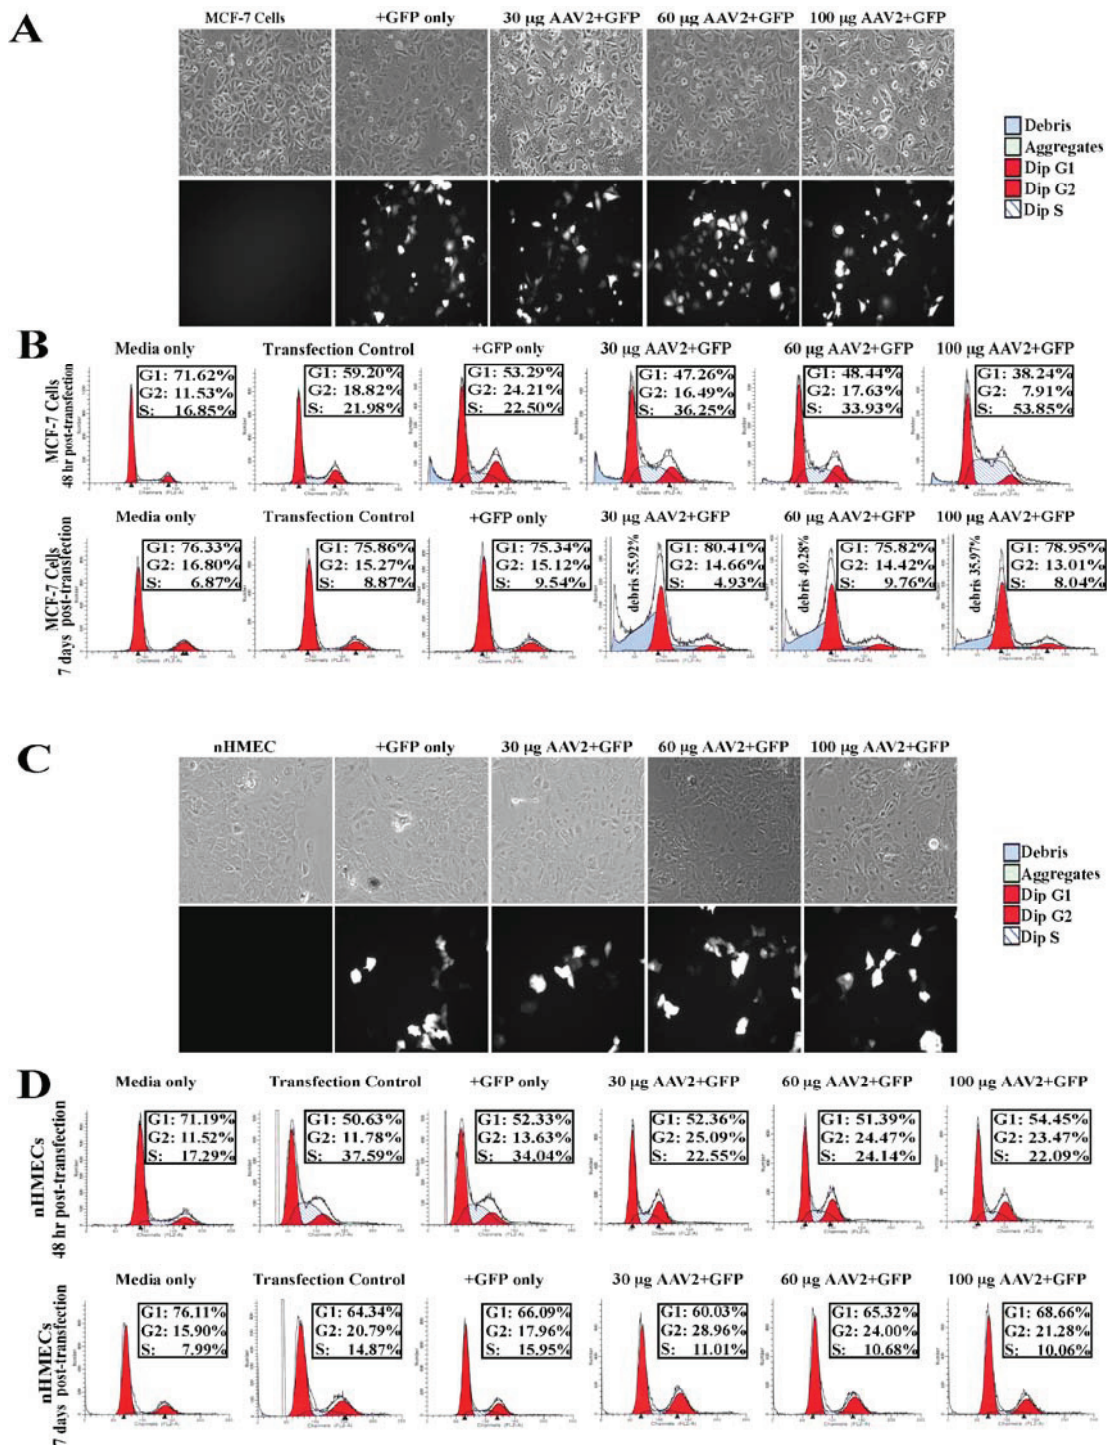 A
MCF-7 Cells
+GFP only
30 µg AAV2+GFP
60 µg AAV2+GFP
100 µg AAV2+GFP
Debris
Aggregates
Dip G1
Dip G2
Dip S
B
MCF-7 Cells
48 hr post-transfection
Media only
G1: 71.62%
G2: 11.53%
S: 16.85%
Transfection Control
G1: 59.20%
G2: 18.82%
S: 21.98%
+GFP only
G1: 53.29%
G2: 24.21%
S: 22.50%
30 µg AAV2+GFP
G1: 47.26%
G2: 16.49%
S: 36.25%
60 µg AAV2+GFP
G1: 48.44%
G2: 17.63%
S: 33.93%
100 µg AAV2+GFP
G1: 38.24%
G2: 7.91%
S: 53.85%
MCF-7 Cells
7 days post-transfection
Media only
G1: 76.33%
G2: 16.80%
S: 6.87%
Transfection Control
G1: 75.86%
G2: 15.27%
S: 8.87%
+GFP only
G1: 75.34%
G2: 15.12%
S: 9.54%
30 µg AAV2+GFP
debris 55.92%
G1: 80.41%
G2: 14.66%
S: 4.93%
60 µg AAV2+GFP
debris 49.28%
G1: 75.82%
G2: 14.42%
S: 9.76%
100 µg AAV2+GFP
debris 35.97%
G1: 78.95%
G2: 13.01%
S: 8.04%
C
nHMEC
+GFP only
30 µg AAV2+GFP
60 µg AAV2+GFP
100 µg AAV2+GFP
Debris
Aggregates
Dip G1
Dip G2
Dip S
D
nHMECs
48 hr post-transfection
Media only
G1: 71.19%
G2: 11.52%
S: 17.29%
Transfection Control
G1: 50.63%
G2: 11.78%
S: 37.59%
+GFP only
G1: 52.33%
G2: 13.63%
S: 34.04%
30 µg AAV2+GFP
G1: 52.36%
G2: 25.09%
S: 22.55%
60 µg AAV2+GFP
G1: 51.39%
G2: 24.47%
S: 24.14%
100 µg AAV2+GFP
G1: 54.45%
G2: 23.47%
S: 22.09%
nHMECs
7 days post-transfection
Media only
G1: 76.11%
G2: 15.90%
S: 7.99%
Transfection Control
G1: 64.34%
G2: 20.79%
S: 14.87%
+GFP only
G1: 66.09%
G2: 17.96%
S: 15.95%
30 µg AAV2+GFP
G1: 60.03%
G2: 28.96%
S: 11.01%
60 µg AAV2+GFP
G1: 65.32%
G2: 24.00%
S: 10.68%
100 µg AAV2+GFP
G1: 68.66%
G2: 21.28%
S: 10.06%